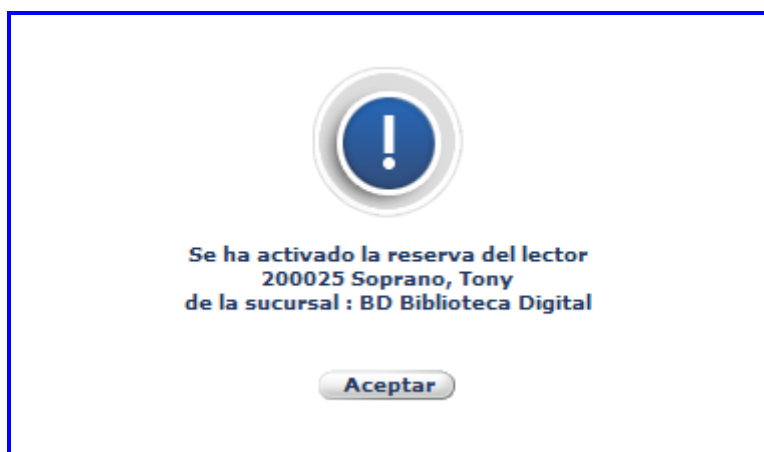 Se ha activado la reserva del lector
200025 Soprano, Tony
de la sucursal : BD Biblioteca Digital
Aceptar